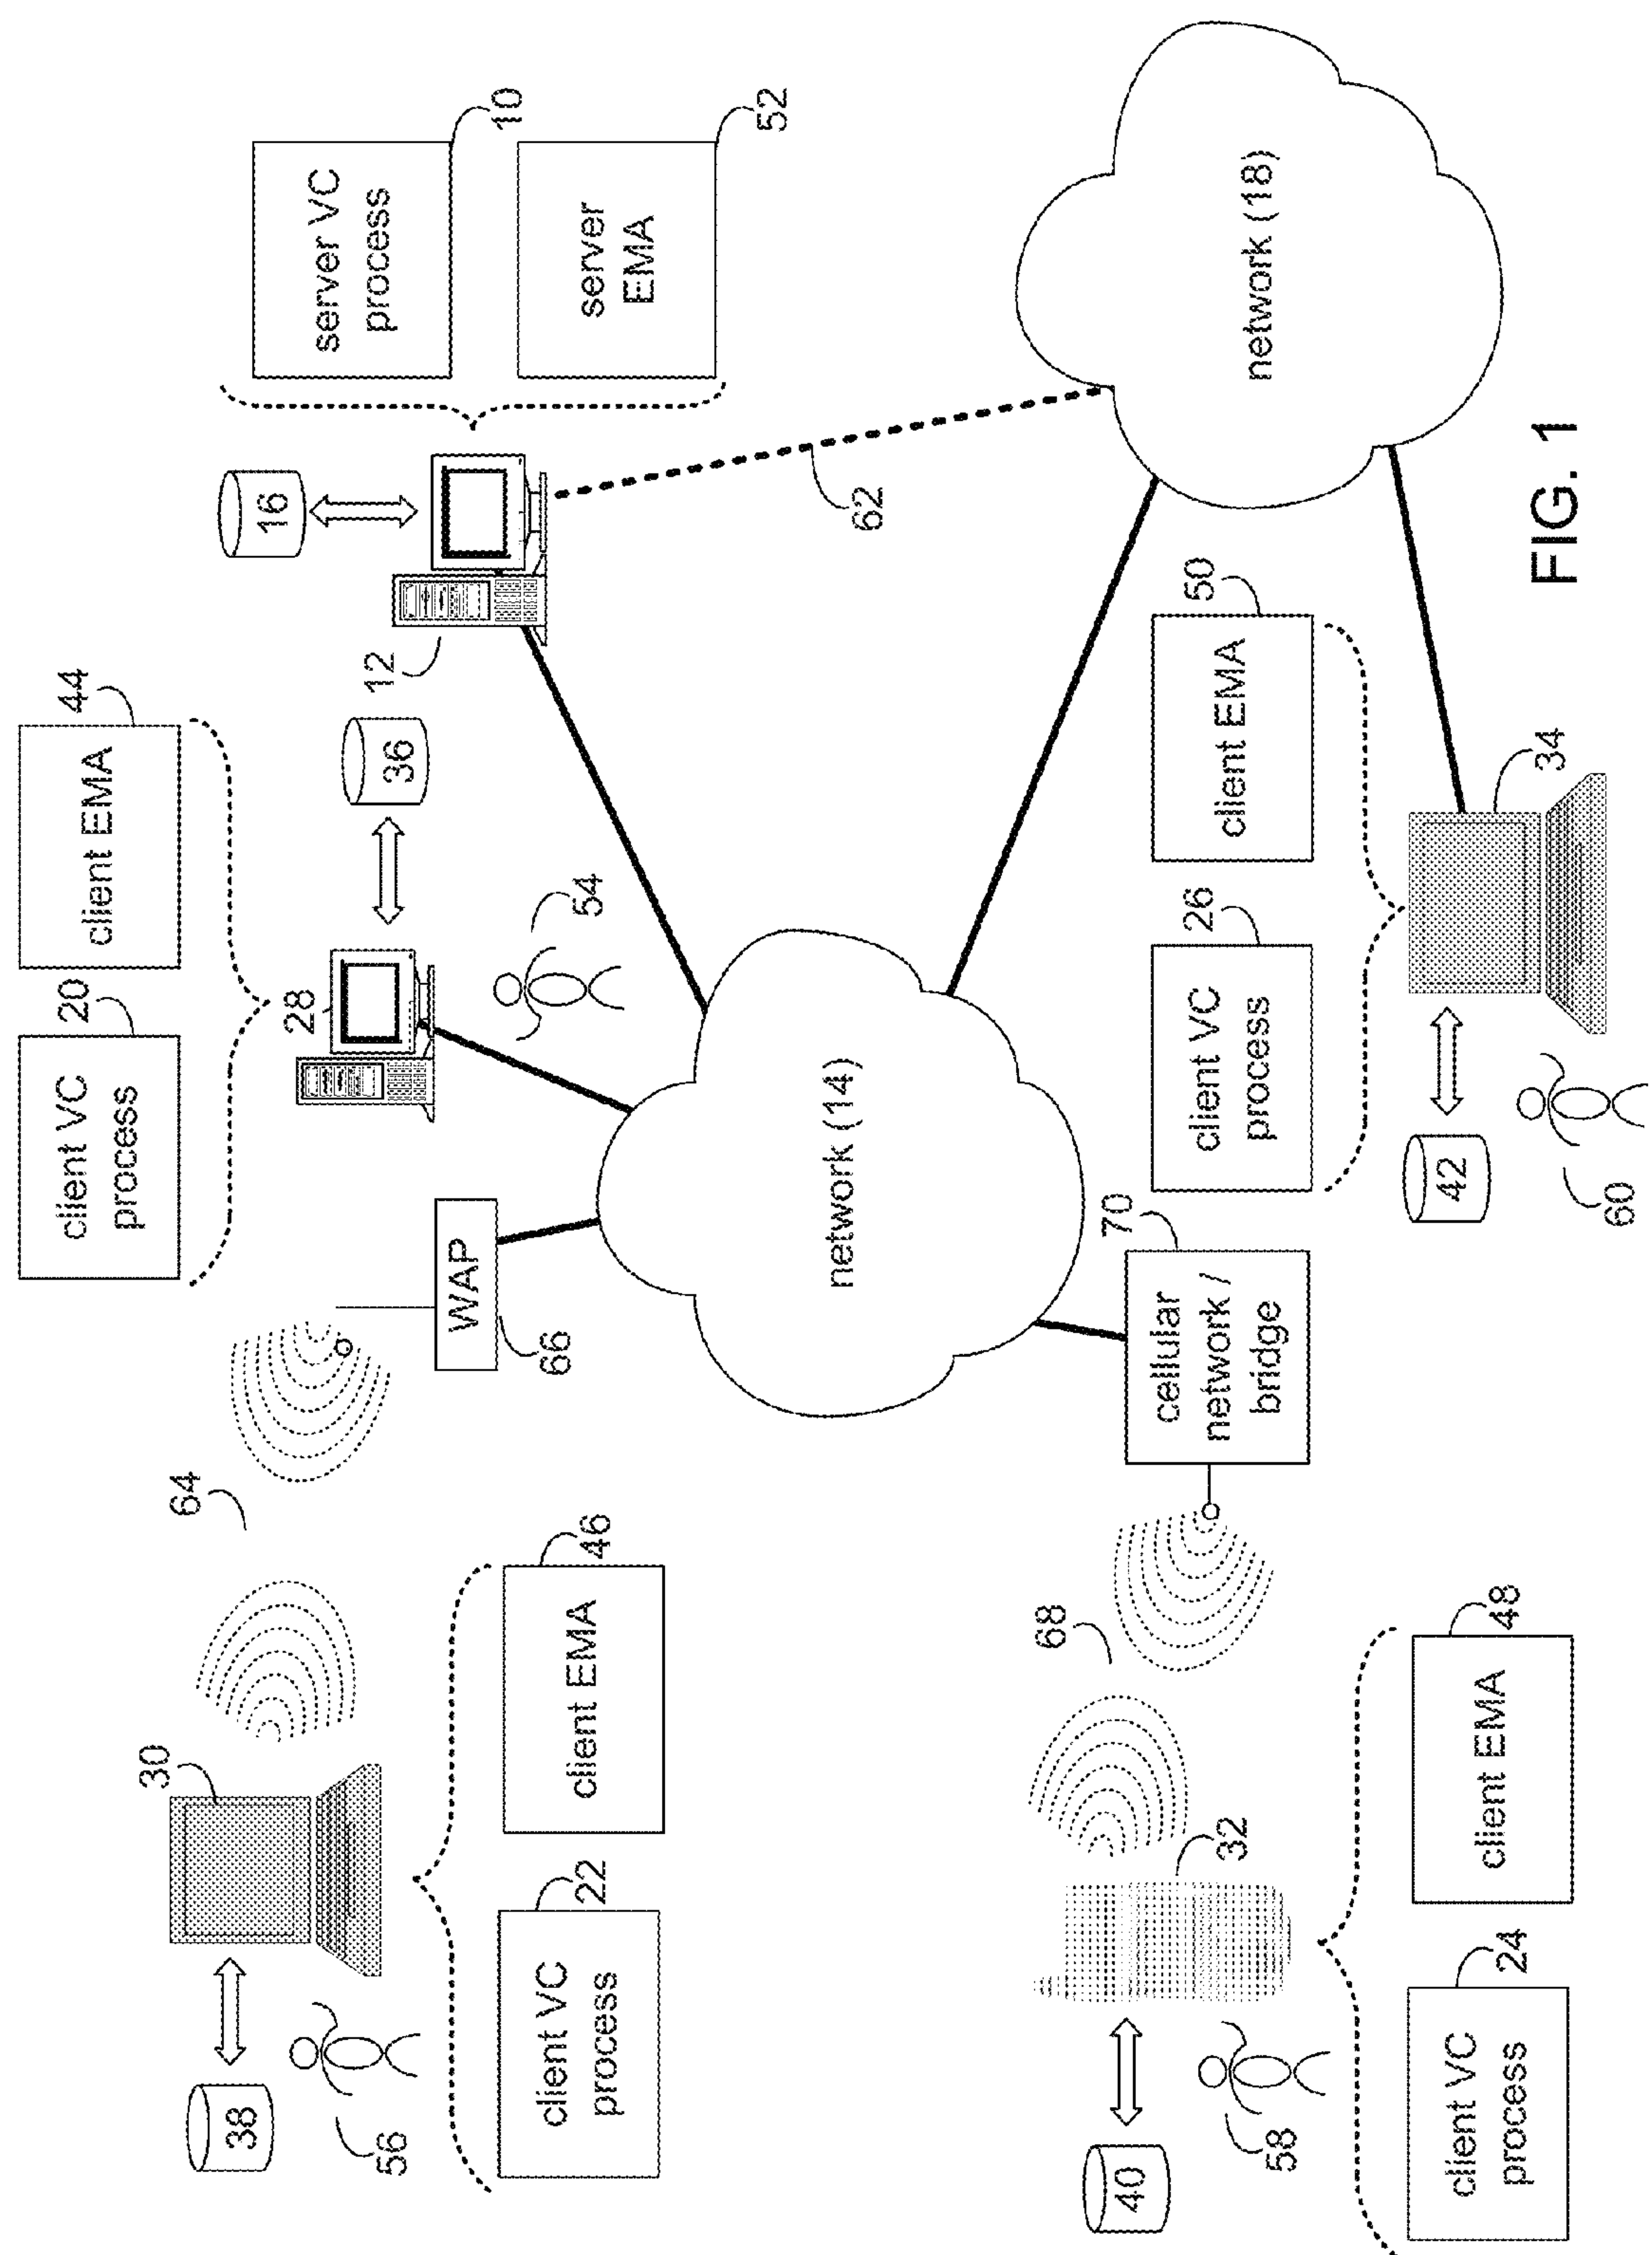 38
30
56
client VC
process
22
client EMA
46
64
WAP
66
client VC
process
20
client EMA
44
28
36
54
16
12
server VC
process
10
server
EMA
52
62
network (14)
network (18)
40
32
58
68
client VC
process
24
client EMA
48
cellular
network /
bridge
70
client VC
process
26
client EMA
50
42
34
60
FIG. 1